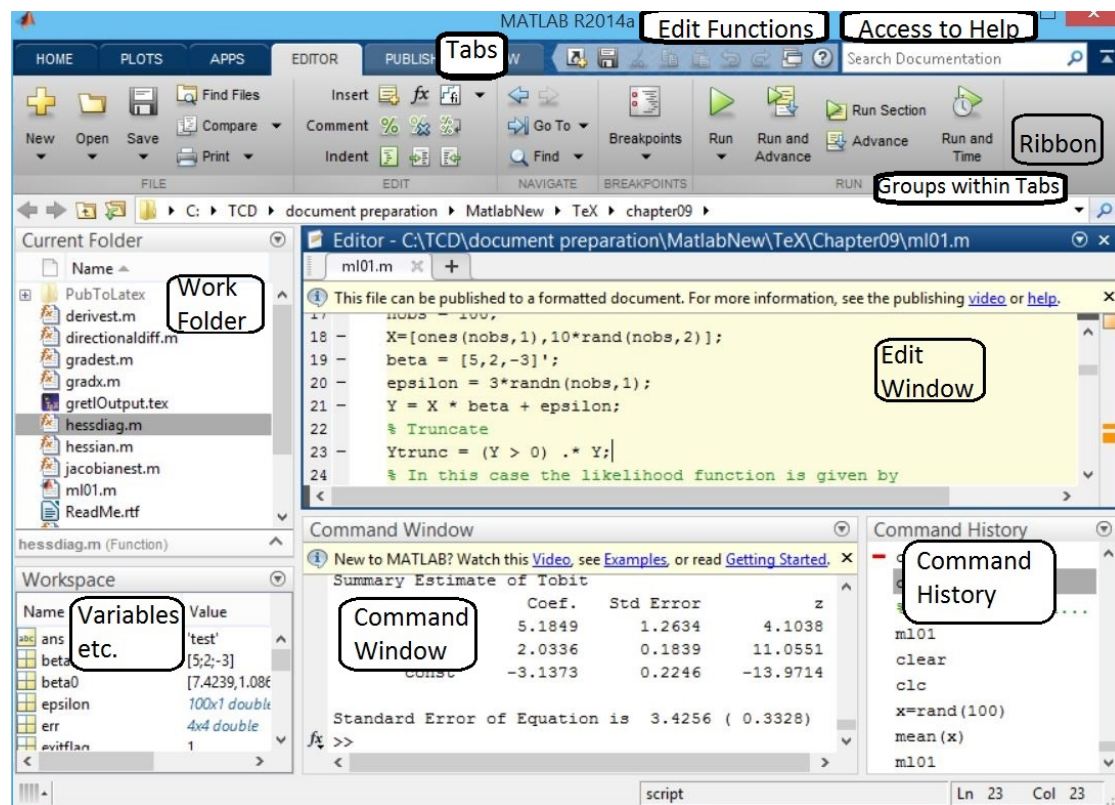 MATLAB R2014a
Edit Functions
Access to Help
HOME PLOTS APPS EDITOR PUBLISH W
Tabs
Search Documentation
New
Open
Save
Find Files
Compare
Print
FILE
Insert fx
Comment
Indent
EDIT
Go To
Find
NAVIGATE
Breakpoints
BREAKPOINTS
Run
Run and Advance
Run Section
Advance
Run and Time
RUN
Ribbon
Groups within Tabs
C: TCD document preparation MatlabNew TeX chapter09
Current Folder
Name
Work
Folder
PubToLatex
derivest.m
directionaldiff.m
gradest.m
gradx.m
gretlOutput.tex
hessdiag.m
hessian.m
jacobianest.m
ml01.m
ReadMe.rtf
hessdiag.m (Function)
Editor - C:\TCD\document preparation\MatlabNew\TeX\Chapter09\ml01.m
ml01.m +
This file can be published to a formatted document. For more information, see the publishing video or help.
17 nobs = 100;
18 - X=[ones(nobs,1),10*rand(nobs,2)];
19 - beta = [5,2,-3]';
20 - epsilon = 3*randn(nobs,1);
21 - Y = X * beta + epsilon;
22 % Truncate
23 - Ytrunc = (Y > 0) .* Y;
24 % In this case the likelihood function is given by
Edit
Window
Workspace
Name Value
Variables
etc.
ans 'test'
beta [5;2;-3]
beta0 [7.4239,1.086
epsilon 100x1 double
err 4x4 double
exitflag 1
Command Window
New to MATLAB? Watch this Video, see Examples, or read Getting Started.
Summary Estimate of Tobit
Coef. Std Error z
5.1849 1.2634 4.1038
2.0336 0.1839 11.0551
const -3.1373 0.2246 -13.9714
Standard Error of Equation is 3.4256 ( 0.3328)
fx >>
Command
Window
Command History
Command
History
ml01
clear
clc
x=rand(100)
mean(x)
ml01
script
Ln 23 Col 23